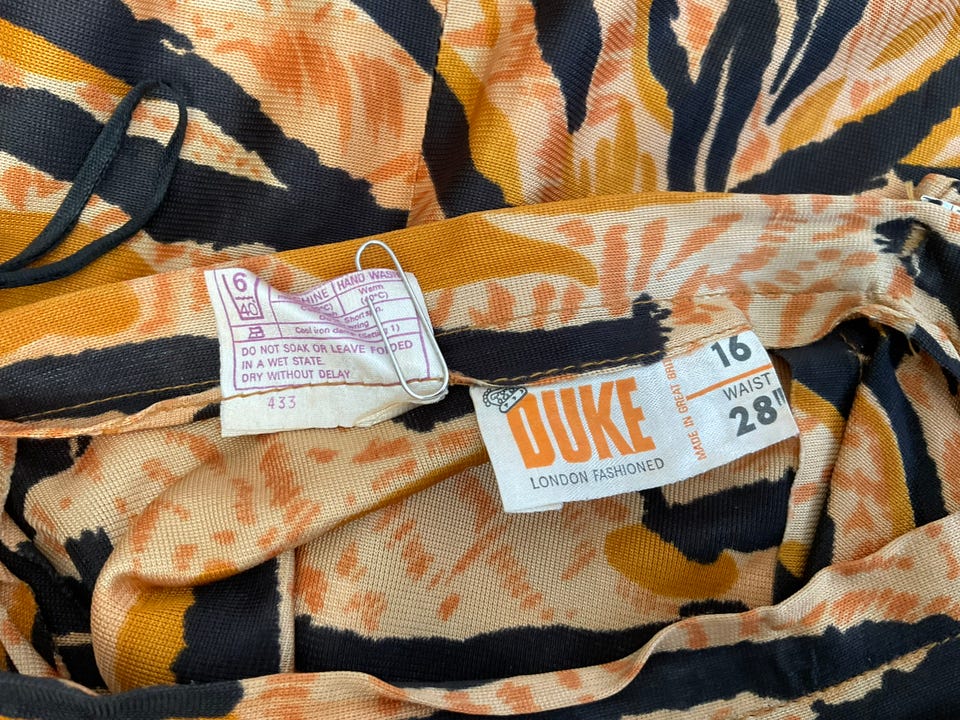 6
40
MACHINE HAND WASH
Warm
(40°C)
Short spin.
Cool iron
DO NOT SOAK OR LEAVE FOLDED
IN A WET STATE.
DRY WITHOUT DELAY
433
DUKE
LONDON FASHIONED
MADE IN GREAT BRI
16
WAIST
28"